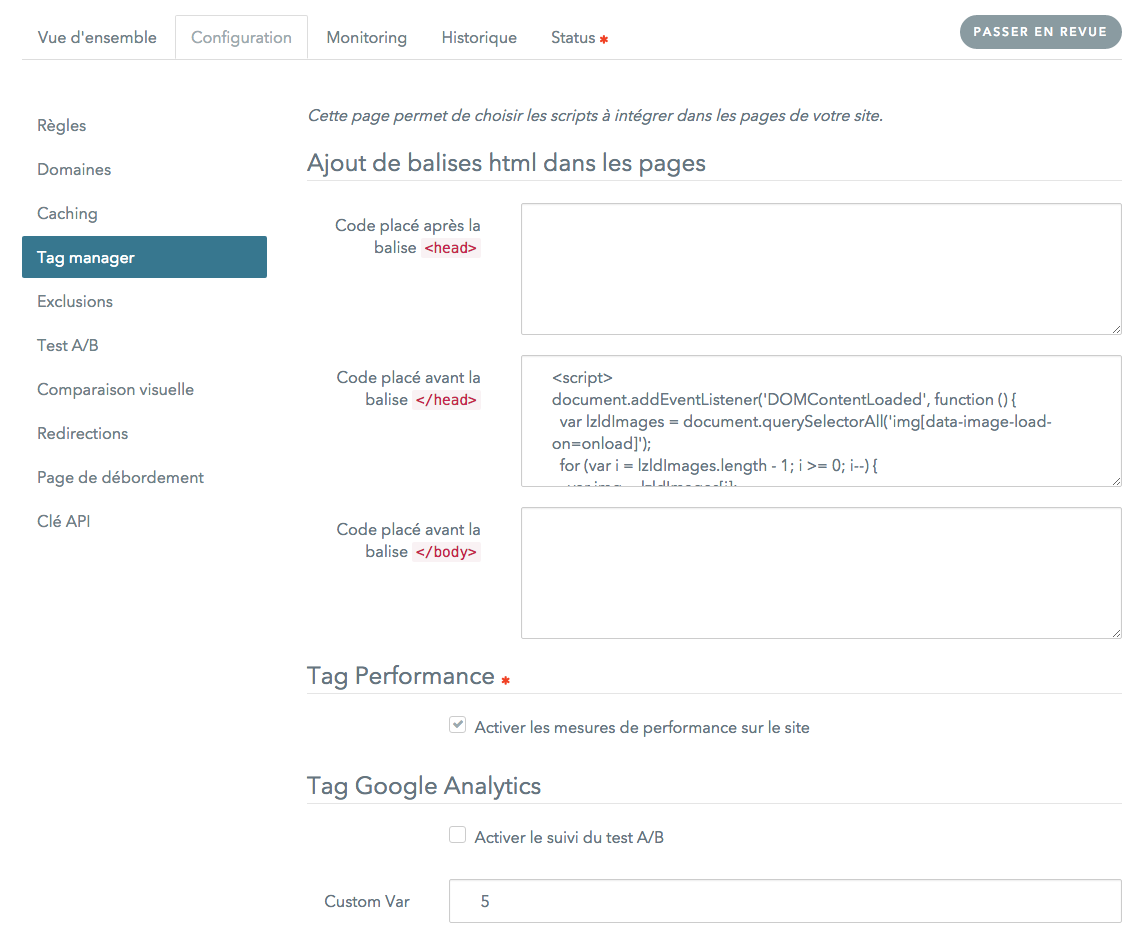 Vue d'ensemble Configuration Monitoring Historique Status * PASSER EN REVUE
Règles
Domaines
Caching
Tag manager
Exclusions
Test A/B
Comparaison visuelle
Redirections
Page de débordement
Clé API
Cette page permet de choisir les scripts à intégrer dans les pages de votre site.
Ajout de balises html dans les pages
Code placé après la
balise <head>
Code placé avant la
balise </head>
<script>
document.addEventListener('DOMContentLoaded', function () {
var lzldImages = document.querySelectorAll('img[data-image-load-
on=onload]');
for (var i = lzldImages.length - 1; i >= 0; i--) {
Code placé avant la
balise </body>
Tag Performance *
Activer les mesures de performance sur le site
Tag Google Analytics
Activer le suivi du test A/B
Custom Var 5